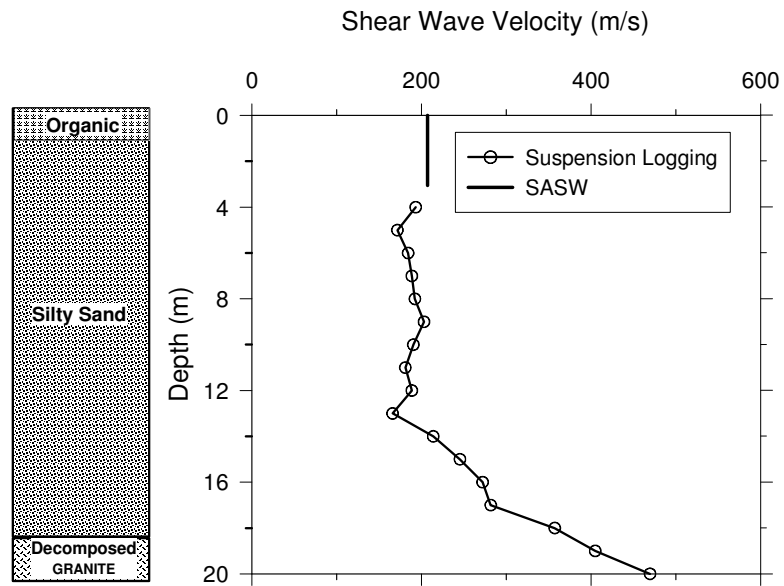 Shear Wave Velocity (m/s)
0 200 400 600
0
4
8
12
16
20
Depth (m)
Suspension Logging
SASW
Organic
Silty Sand
Decomposed
GRANITE